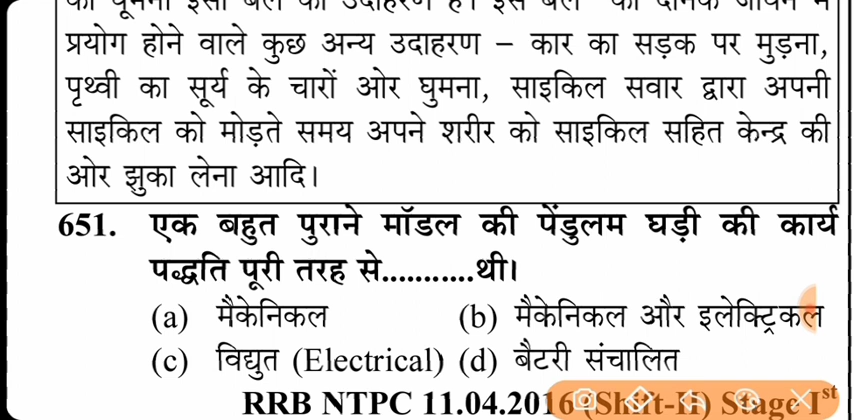 प्रयोग होने वाले कुछ अन्य उदाहरण – कार का सड़क पर मुड़ना,
पृथ्वी का सूर्य के चारों ओर घुमना, साइकिल सवार द्वारा अपनी
साइकिल को मोड़ते समय अपने शरीर को साइकिल सहित केन्द्र की
ओर झुका लेना आदि।
651. एक बहुत पुराने मॉडल की पेंडुलम घड़ी की कार्य
पद्धति पूरी तरह से............थी।
(a) मैकेनिकल (b) मैकेनिकल और इलेक्ट्रिकल
(c) विद्युत (Electrical) (d) बैटरी संचालित
RRB NTPC 11.04.2016 (Shift-II) Stage Ist